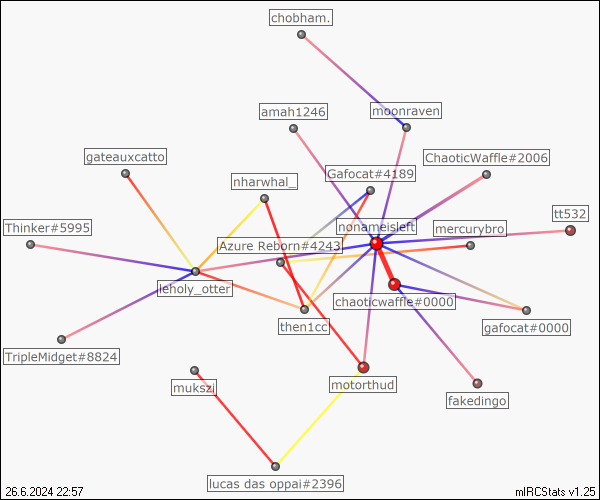 chobham.
amah1246
moonraven
gateauxcatto
ChaoticWaffle#2006
nharwhal_
Gafocat#4189
tt532
Thinker#5995
nonameisleft
mercurybro
Azure Reborn#4243
leholy_otter
chaoticwaffle#0000
then1cc
gafocat#0000
TripleMidget#8824
mukszi
motorthud
fakedingo
lucas das oppai#2396
26.6.2024 22:57
mIRCStats v1.25